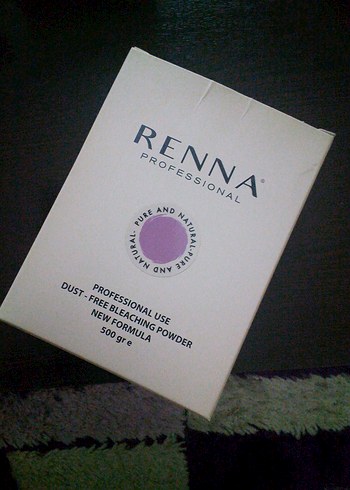 RENNA®
PROFESSIONAL
PURE AND NATURAL-PURE AND NATURAL-
PROFESSIONAL USE
DUST - FREE BLEACHING POWDER
NEW FORMULA
500 gr e